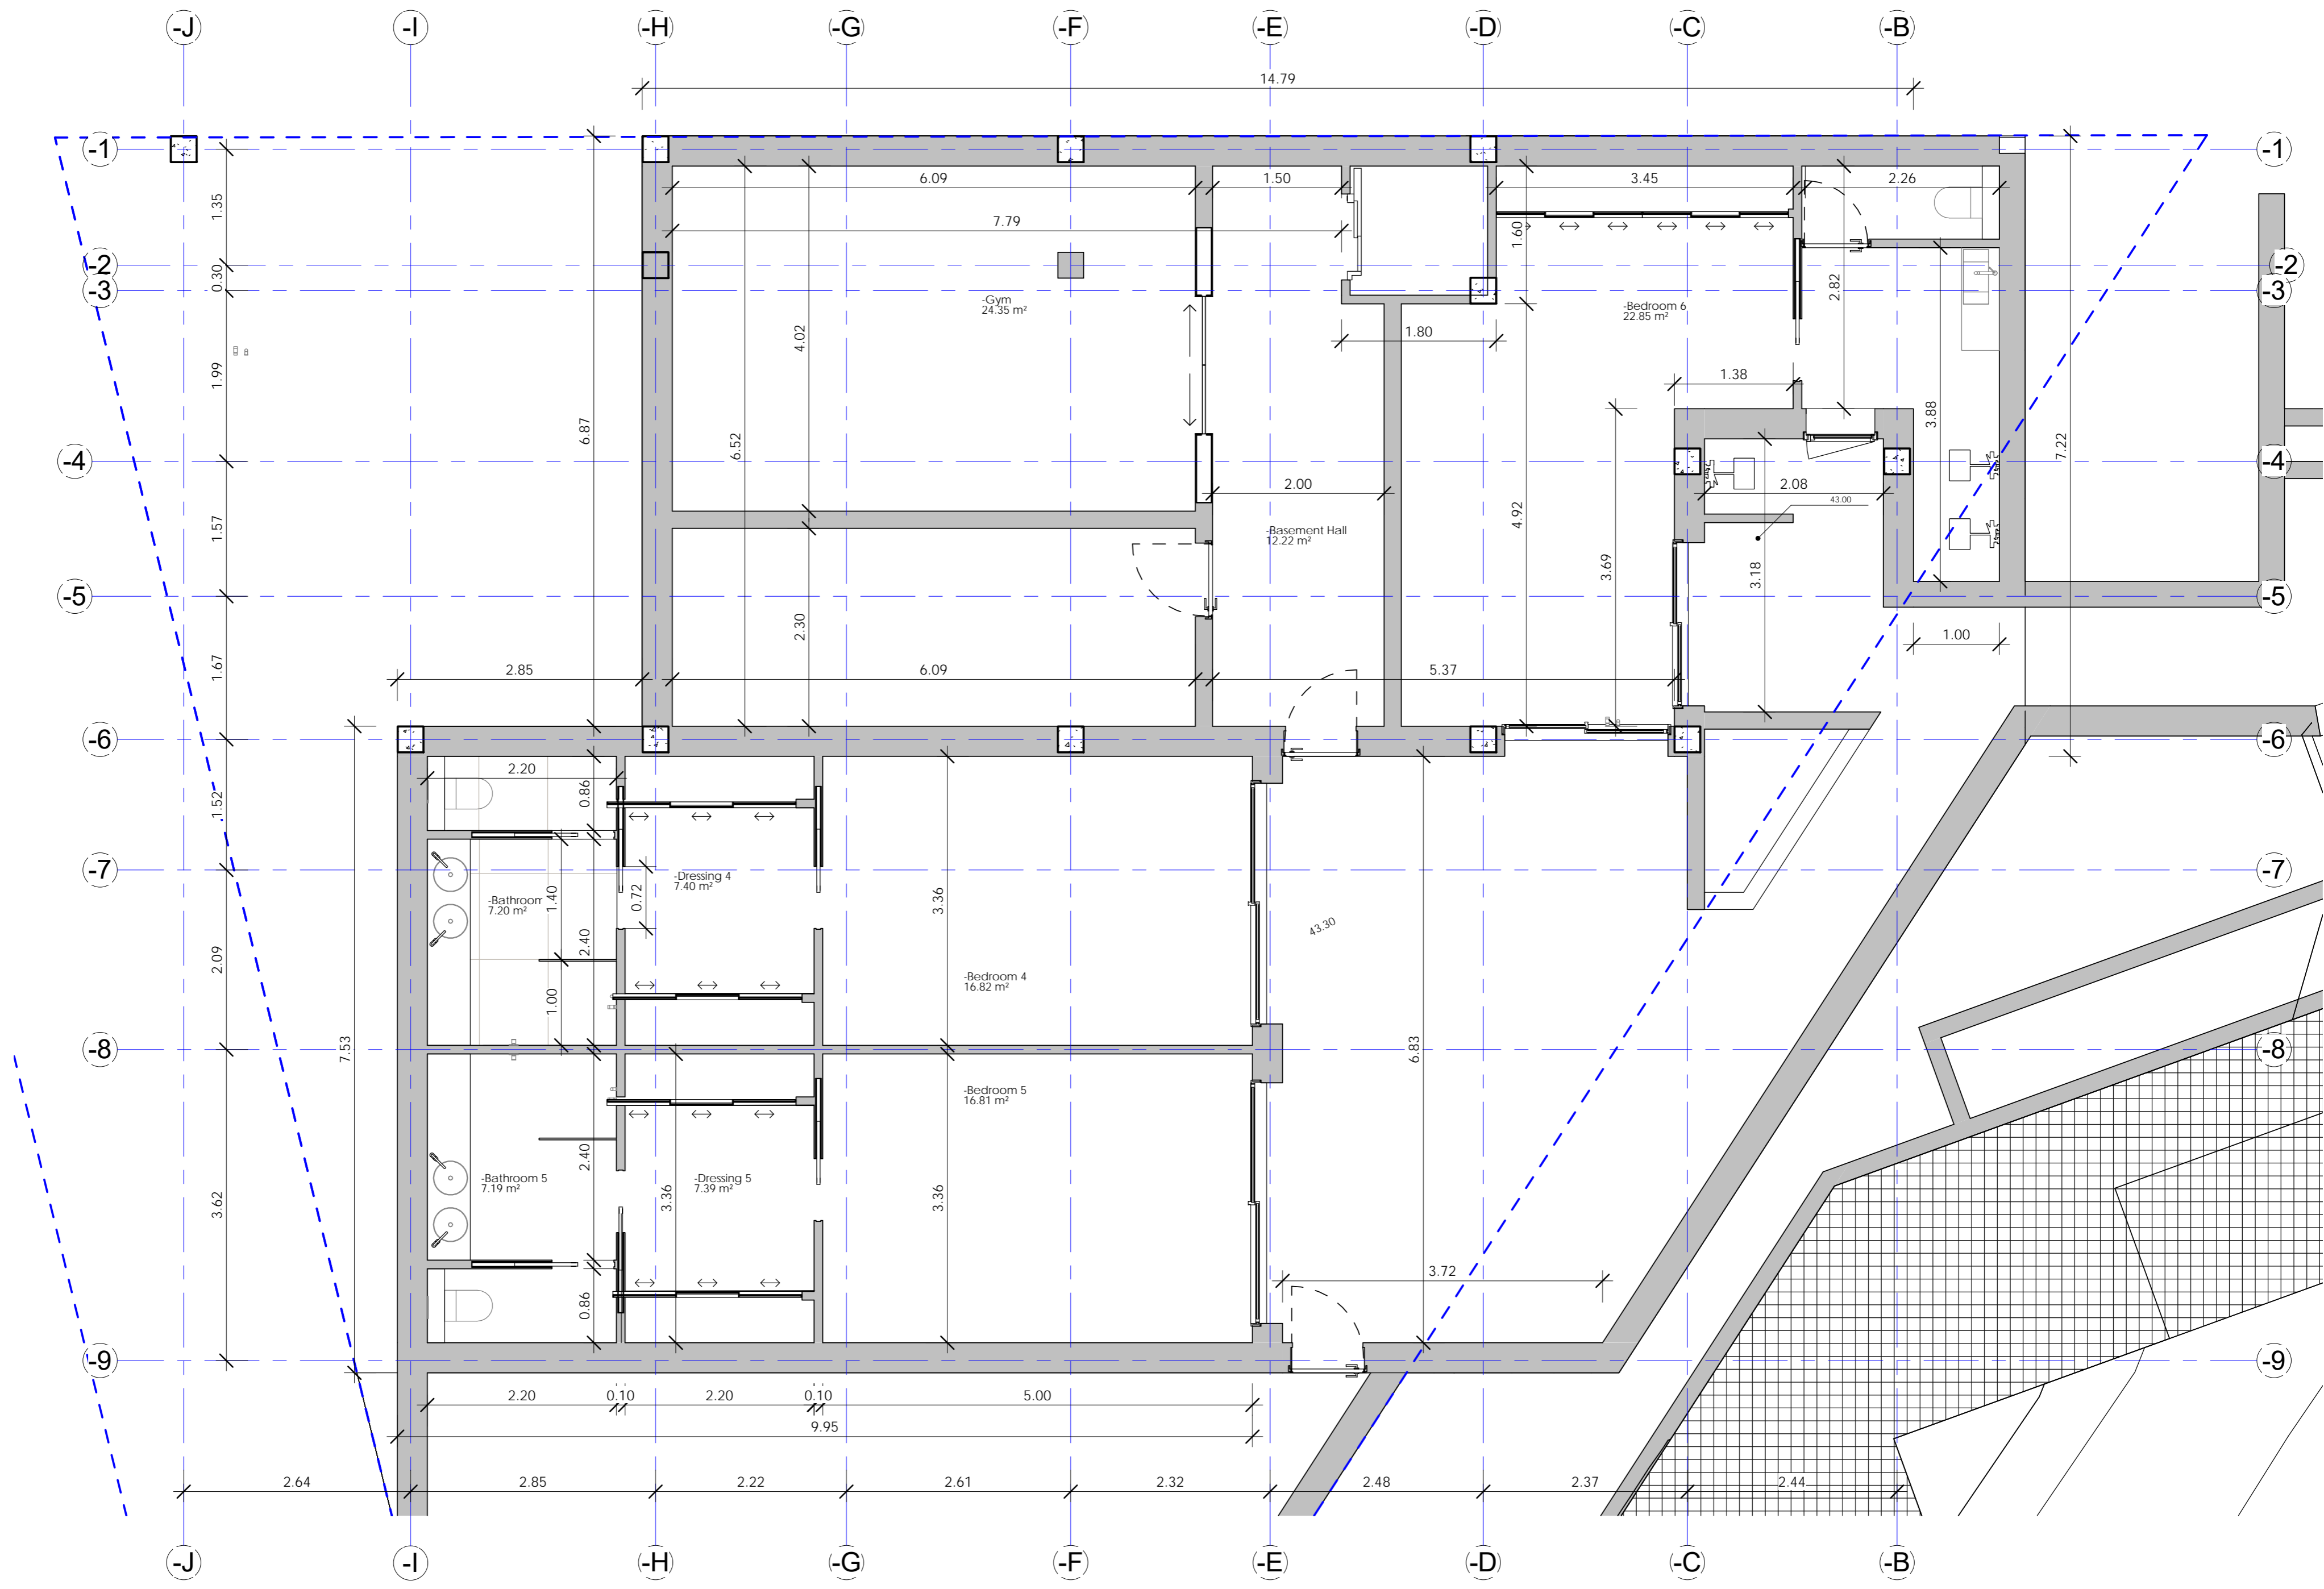 -J -I -H -G -F -E -D -C -B
14.79
-1 -1
6.09 1.50 3.45 2.26
1.35
7.79
1.60
-2 -2
0.30
-3 -3
2.82
-Gym
24.35 m²
-Bedroom 6
22.85 m²
4.02
1.80
1.99
1.38
6.87
6.52
3.88
7.22
-4 -4
2.00
2.08
43.00
4.92
1.57
-Basement Hall
12.22 m²
3.69
3.18
-5 -5
2.30
1.00
1.67
2.85 6.09 5.37
-6 -6
2.20
0.86
1.52
-7 -7
-Dressing 4
7.40 m²
0.72
1.40
-Bathroom
7.20 m²
3.36
43.30
2.40
2.09
-Bedroom 4
16.82 m²
1.00
-8 -8
7.53
6.83
-Bedroom 5
16.81 m²
2.40
-Bathroom 5
7.19 m²
-Dressing 5
7.39 m²
3.36
3.36
3.62
3.72
0.86
-9 -9
2.20 0.10 2.20 0.10 5.00
9.95
2.64 2.85 2.22 2.61 2.32 2.48 2.37 2.44
-J -I -H -G -F -E -D -C -B